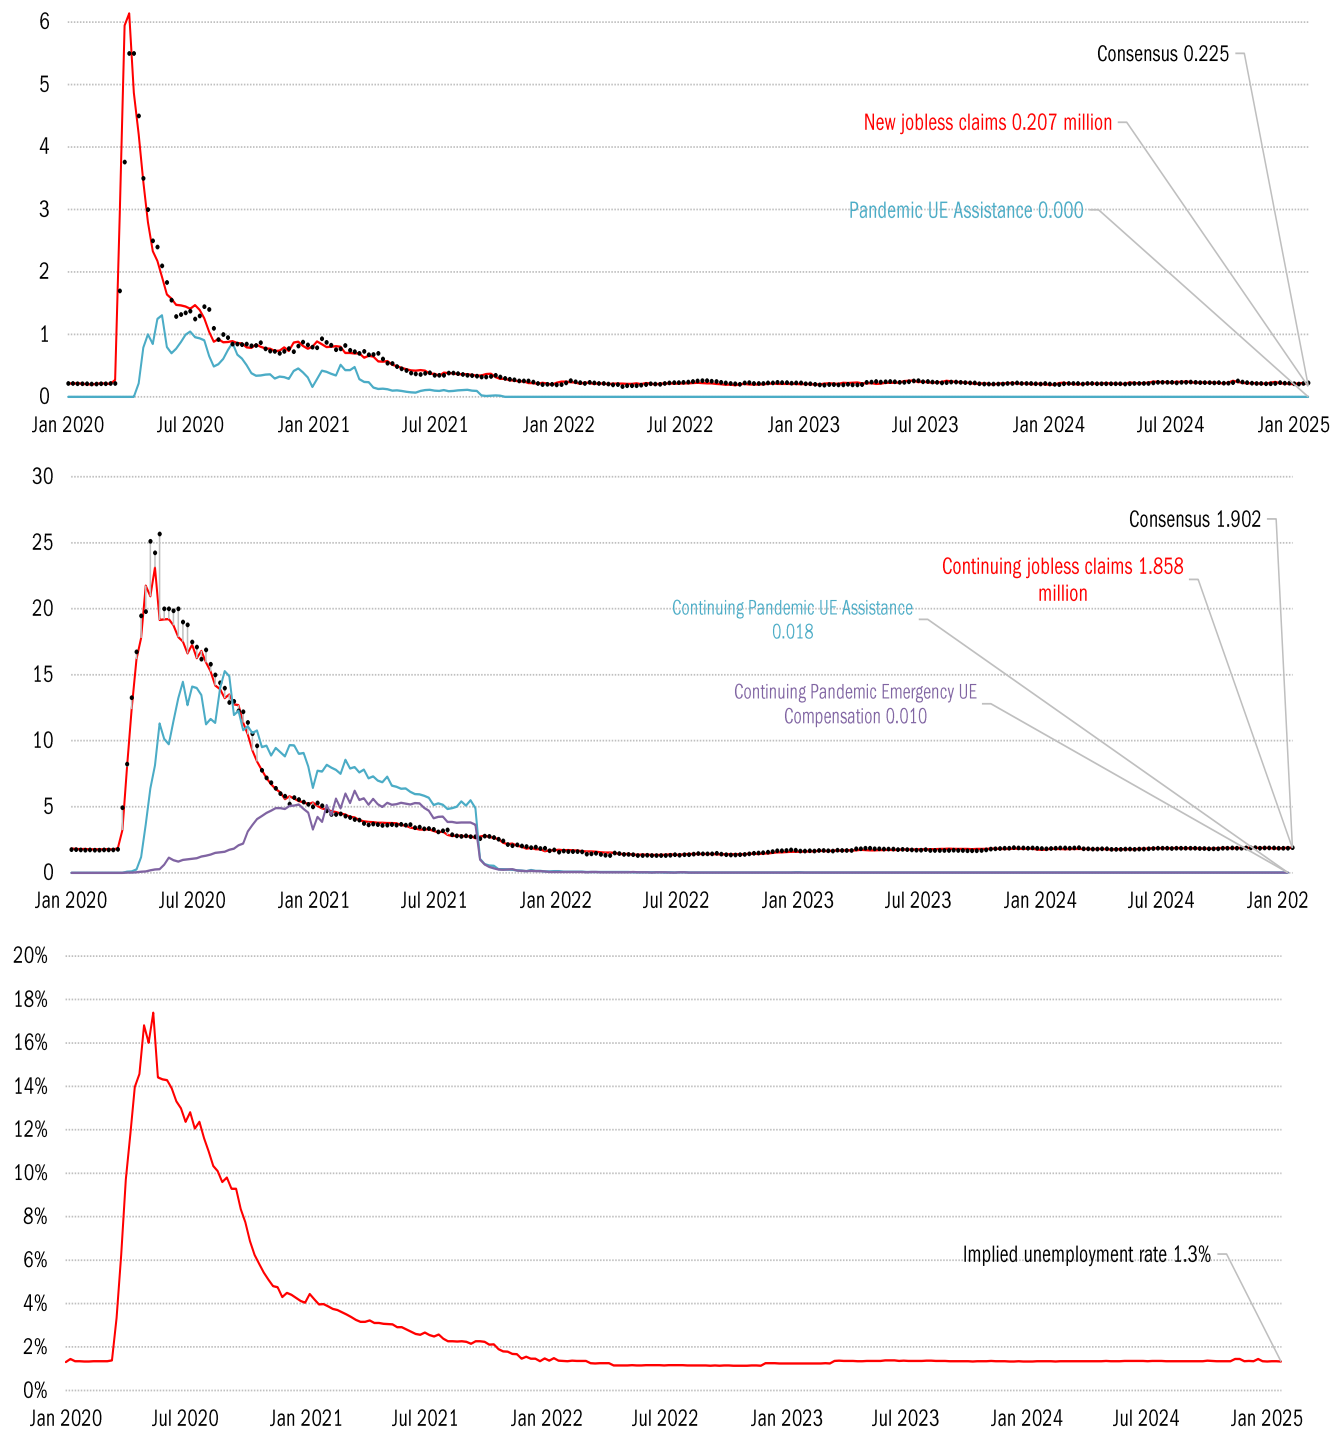 6
Consensus 0.225
5
New jobless claims 0.207 million
4
3
Pandemic UE Assistance 0.000
2
1
0
Jan 2020 Jul 2020 Jan 2021 Jul 2021 Jan 2022 Jul 2022 Jan 2023 Jul 2023 Jan 2024 Jul 2024 Jan 2025
30
Consensus 1.902
25
Continuing jobless claims 1.858
million
20
Continuing Pandemic UE Assistance
0.018
15
Continuing Pandemic Emergency UE
Compensation 0.010
10
5
0
Jan 2020 Jul 2020 Jan 2021 Jul 2021 Jan 2022 Jul 2022 Jan 2023 Jul 2023 Jan 2024 Jul 2024 Jan 202
20%
18%
16%
14%
12%
10%
8%
6%
Implied unemployment rate 1.3%
4%
2%
0%
Jan 2020 Jul 2020 Jan 2021 Jul 2021 Jan 2022 Jul 2022 Jan 2023 Jul 2023 Jan 2024 Jul 2024 Jan 2025